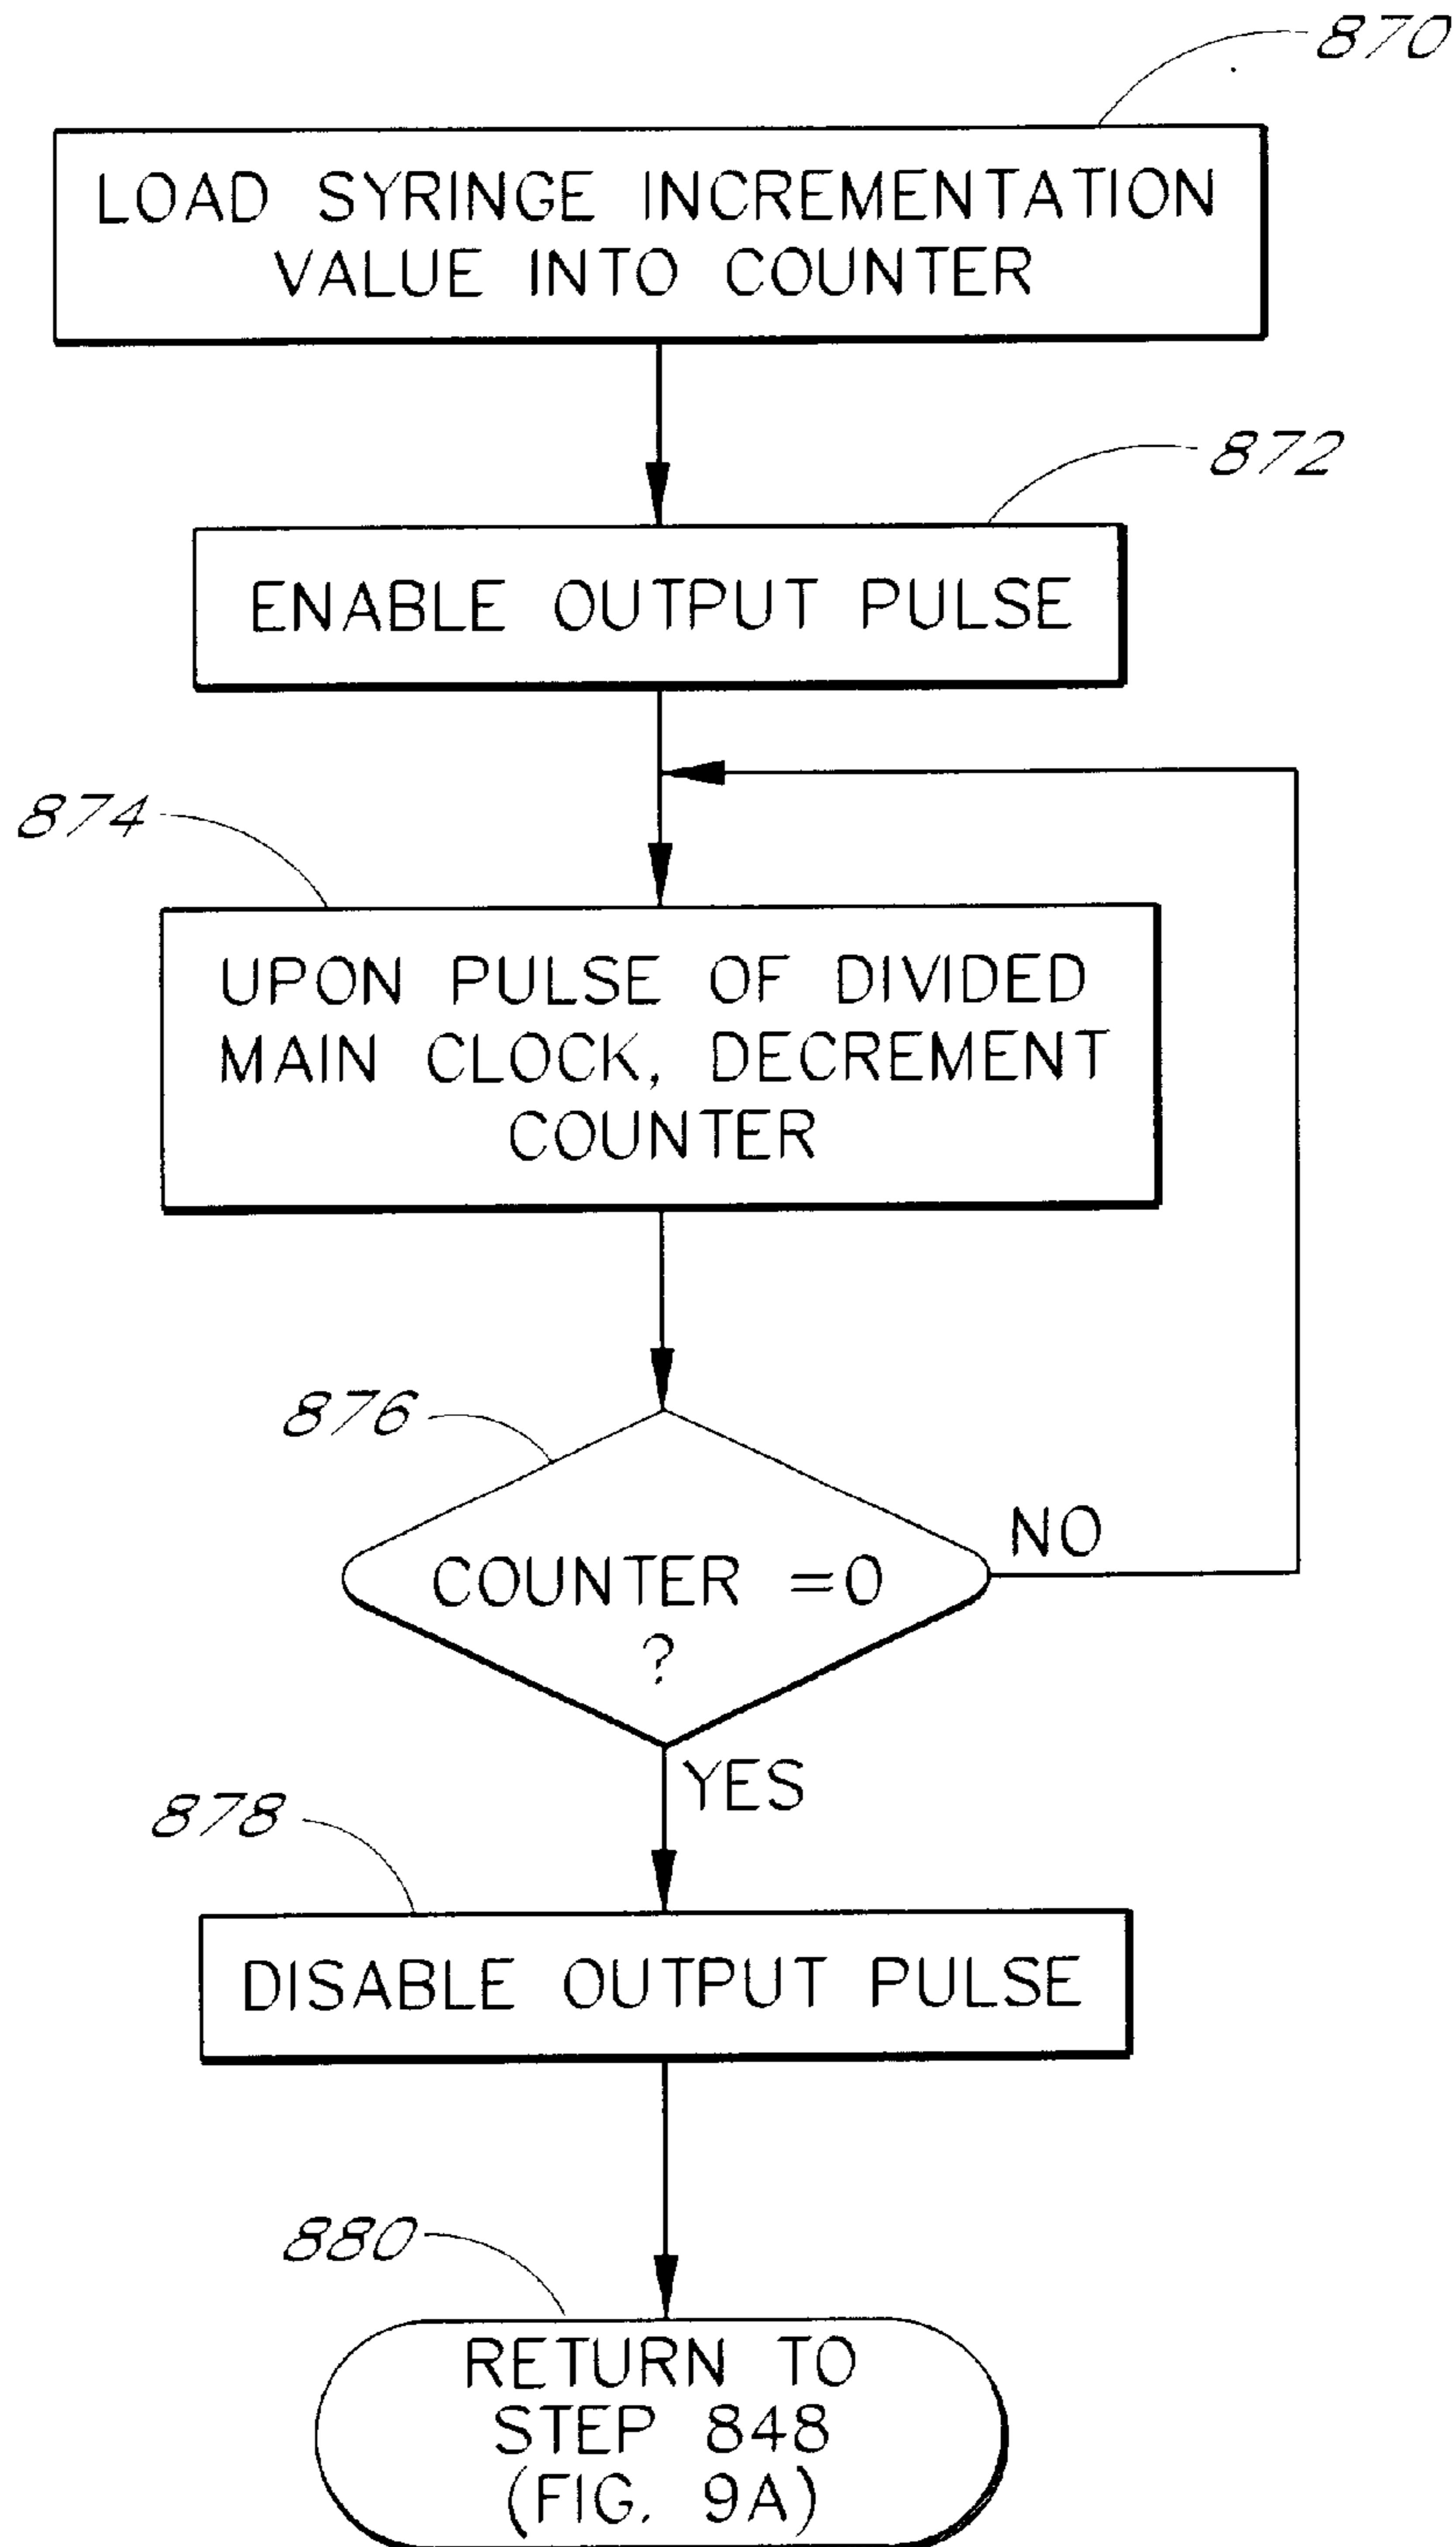 870
LOAD SYRINGE INCREMENTATION
VALUE INTO COUNTER
872
ENABLE OUTPUT PULSE
874
UPON PULSE OF DIVIDED
MAIN CLOCK, DECREMENT
COUNTER
876
COUNTER =0
?
NO
YES
878
DISABLE OUTPUT PULSE
880
RETURN TO
STEP 848
(FIG. 9A)